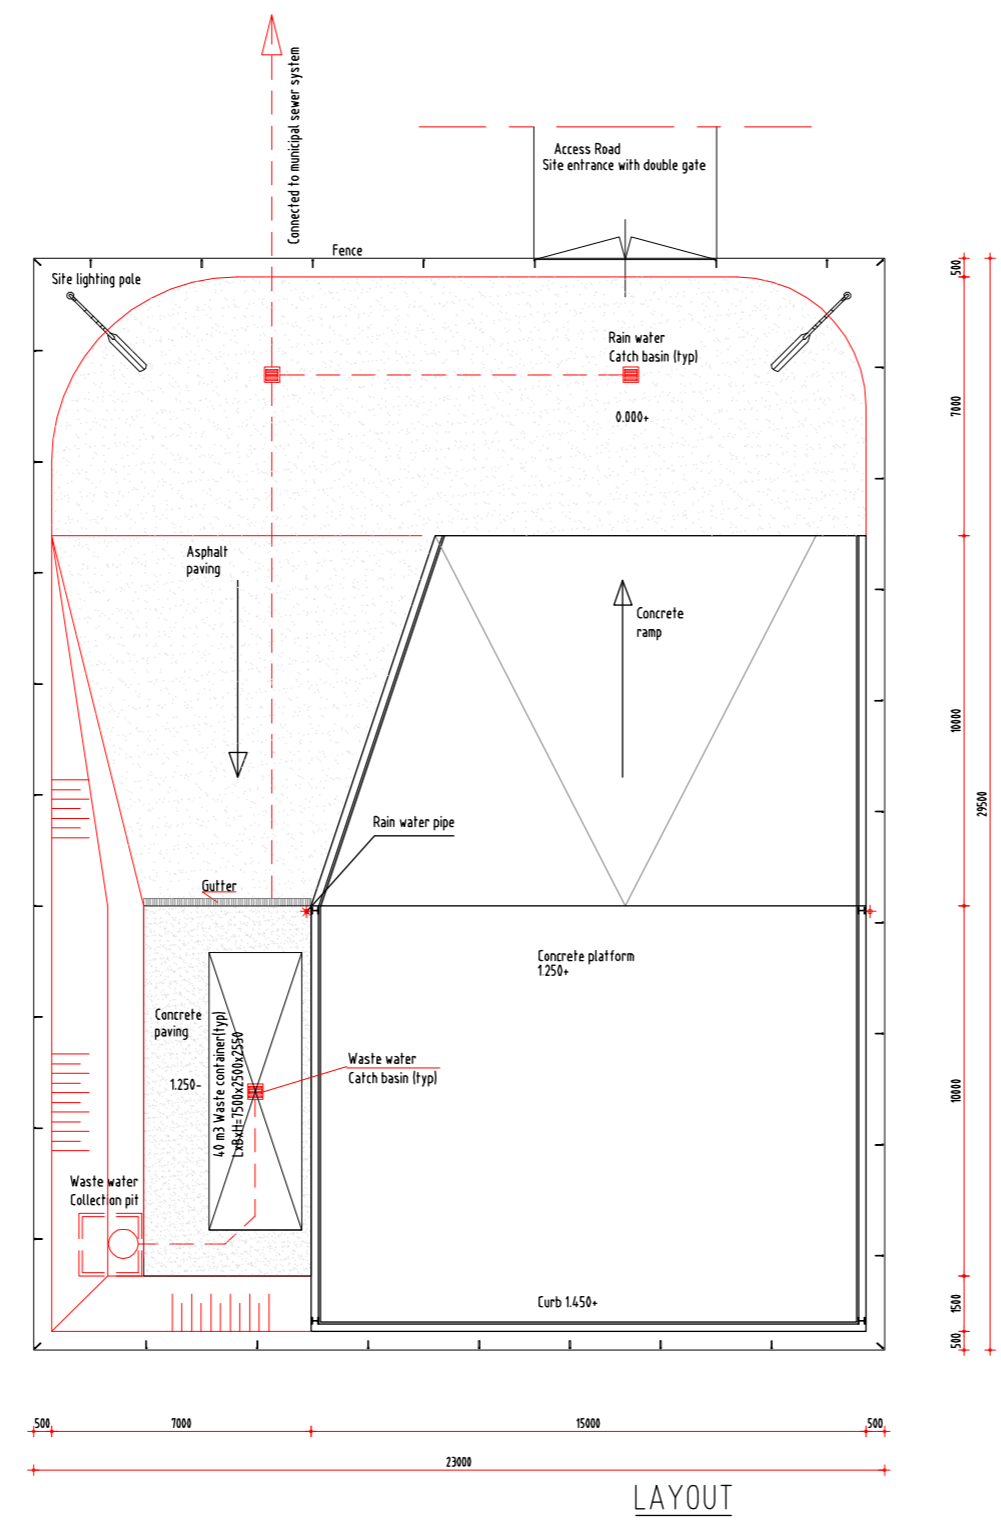 Connected to municipal sewer system
Access Road
Site entrance with double gate
Fence
Site lighting pole
Rain water
Catch basin (typ)
0.000+
Asphalt
paving
Concrete
ramp
Rain water pipe
Gutter
Concrete platform
1.250+
Concrete
paving
1.250-
40 m3 Waste container(typ)
LxBxH=7500x2500x2550
Waste water
Catch basin (typ)
Waste water
Collection pit
Curb 1.450+
500
7000
10000
10000
1500
500
29500
500
7000
15000
500
23000
LAYOUT